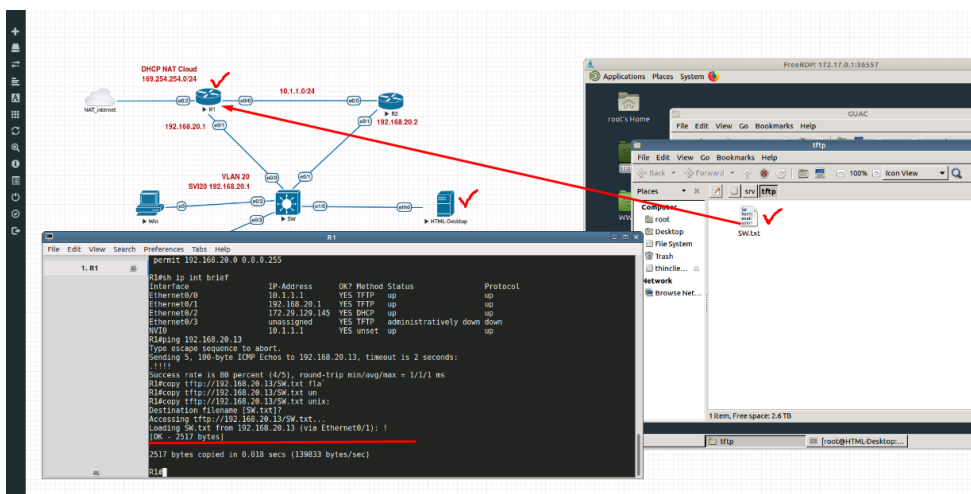 DHCP NAT Cloud
169.254.254.0/24
NAT_internet
e0/2
e0/0
R1
10.1.1.0/24
e0/0
R2
192.168.20.1
e0/1
e0/1
192.168.20.2
VLAN 20
SVI20 192.168.20.1
e0/0
e0/1
Win
e0
e0/2
SW
e1/0
eth0
HTML-Desktop
e0/3
R1
File Edit View Search Preferences Tabs Help
1. R1
permit 192.168.20.0 0.0.0.255
R1#sh ip int brief
Interface IP-Address OK? Method Status Protocol
Ethernet0/0 10.1.1.1 YES TFTP up up
Ethernet0/1 192.168.20.1 YES TFTP up up
Ethernet0/2 172.29.129.145 YES DHCP up up
Ethernet0/3 unassigned YES TFTP administratively down down
NVI0 10.1.1.1 YES unset up up
R1#ping 192.168.20.13
Type escape sequence to abort.
Sending 5, 100-byte ICMP Echos to 192.168.20.13, timeout is 2 seconds:
.!!!!
Success rate is 80 percent (4/5), round-trip min/avg/max = 1/1/1 ms
R1#copy tftp://192.168.20.13/SW.txt fla`
R1#copy tftp://192.168.20.13/SW.txt un
R1#copy tftp://192.168.20.13/SW.txt unix:
Destination filename [SW.txt]?
Accessing tftp://192.168.20.13/SW.txt...
Loading SW.txt from 192.168.20.13 (via Ethernet0/1): !
[OK - 2517 bytes]
2517 bytes copied in 0.018 secs (139833 bytes/sec)
R1#
FreeRDP: 172.17.0.1:36557
Applications Places System
root's Home
GUAC
File Edit View Go Bookmarks Help
tftp
File Edit View Go Bookmarks Help
Back Forward 100% Icon View
Places srv tftp
Computer
root
Desktop
File System
Trash
thinclie...
Network
Browse Net...
SW.txt
1 item, Free space: 2.6 TB
tftp
[root@HTML-Desktop:...